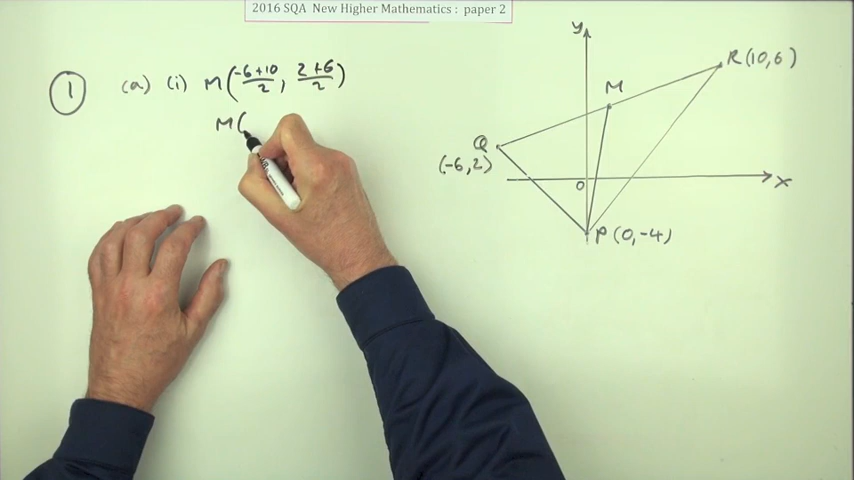 2016 SQA New Higher Mathematics : paper 2
1 (a) (i) M(-6+10/2, 2+6/2)
M(
y
R(10,6)
M
Q
(-6,2)
0
x
P(0,-4)